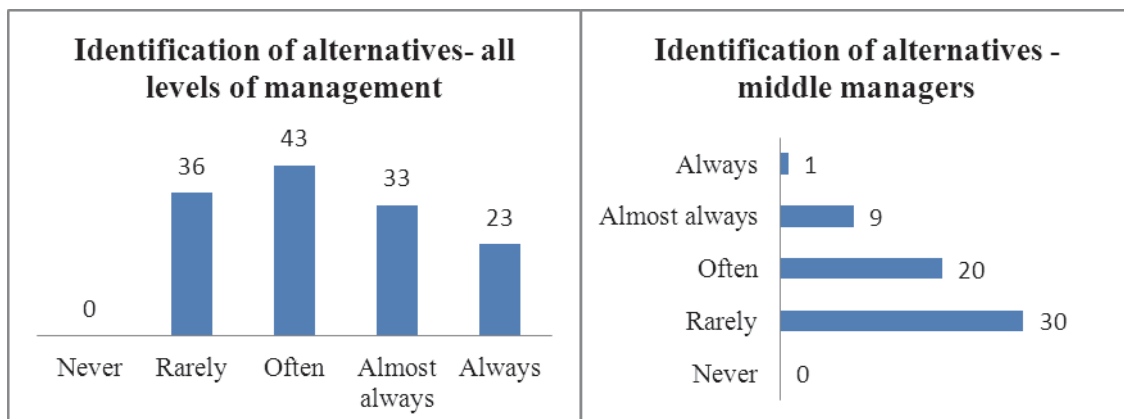 Identification of alternatives- all
levels of management
0
36
43
33
23
Never
Rarely
Often
Almost
always
Always
Identification of alternatives -
middle managers
Always
1
Almost always
9
Often
20
Rarely
30
Never
0